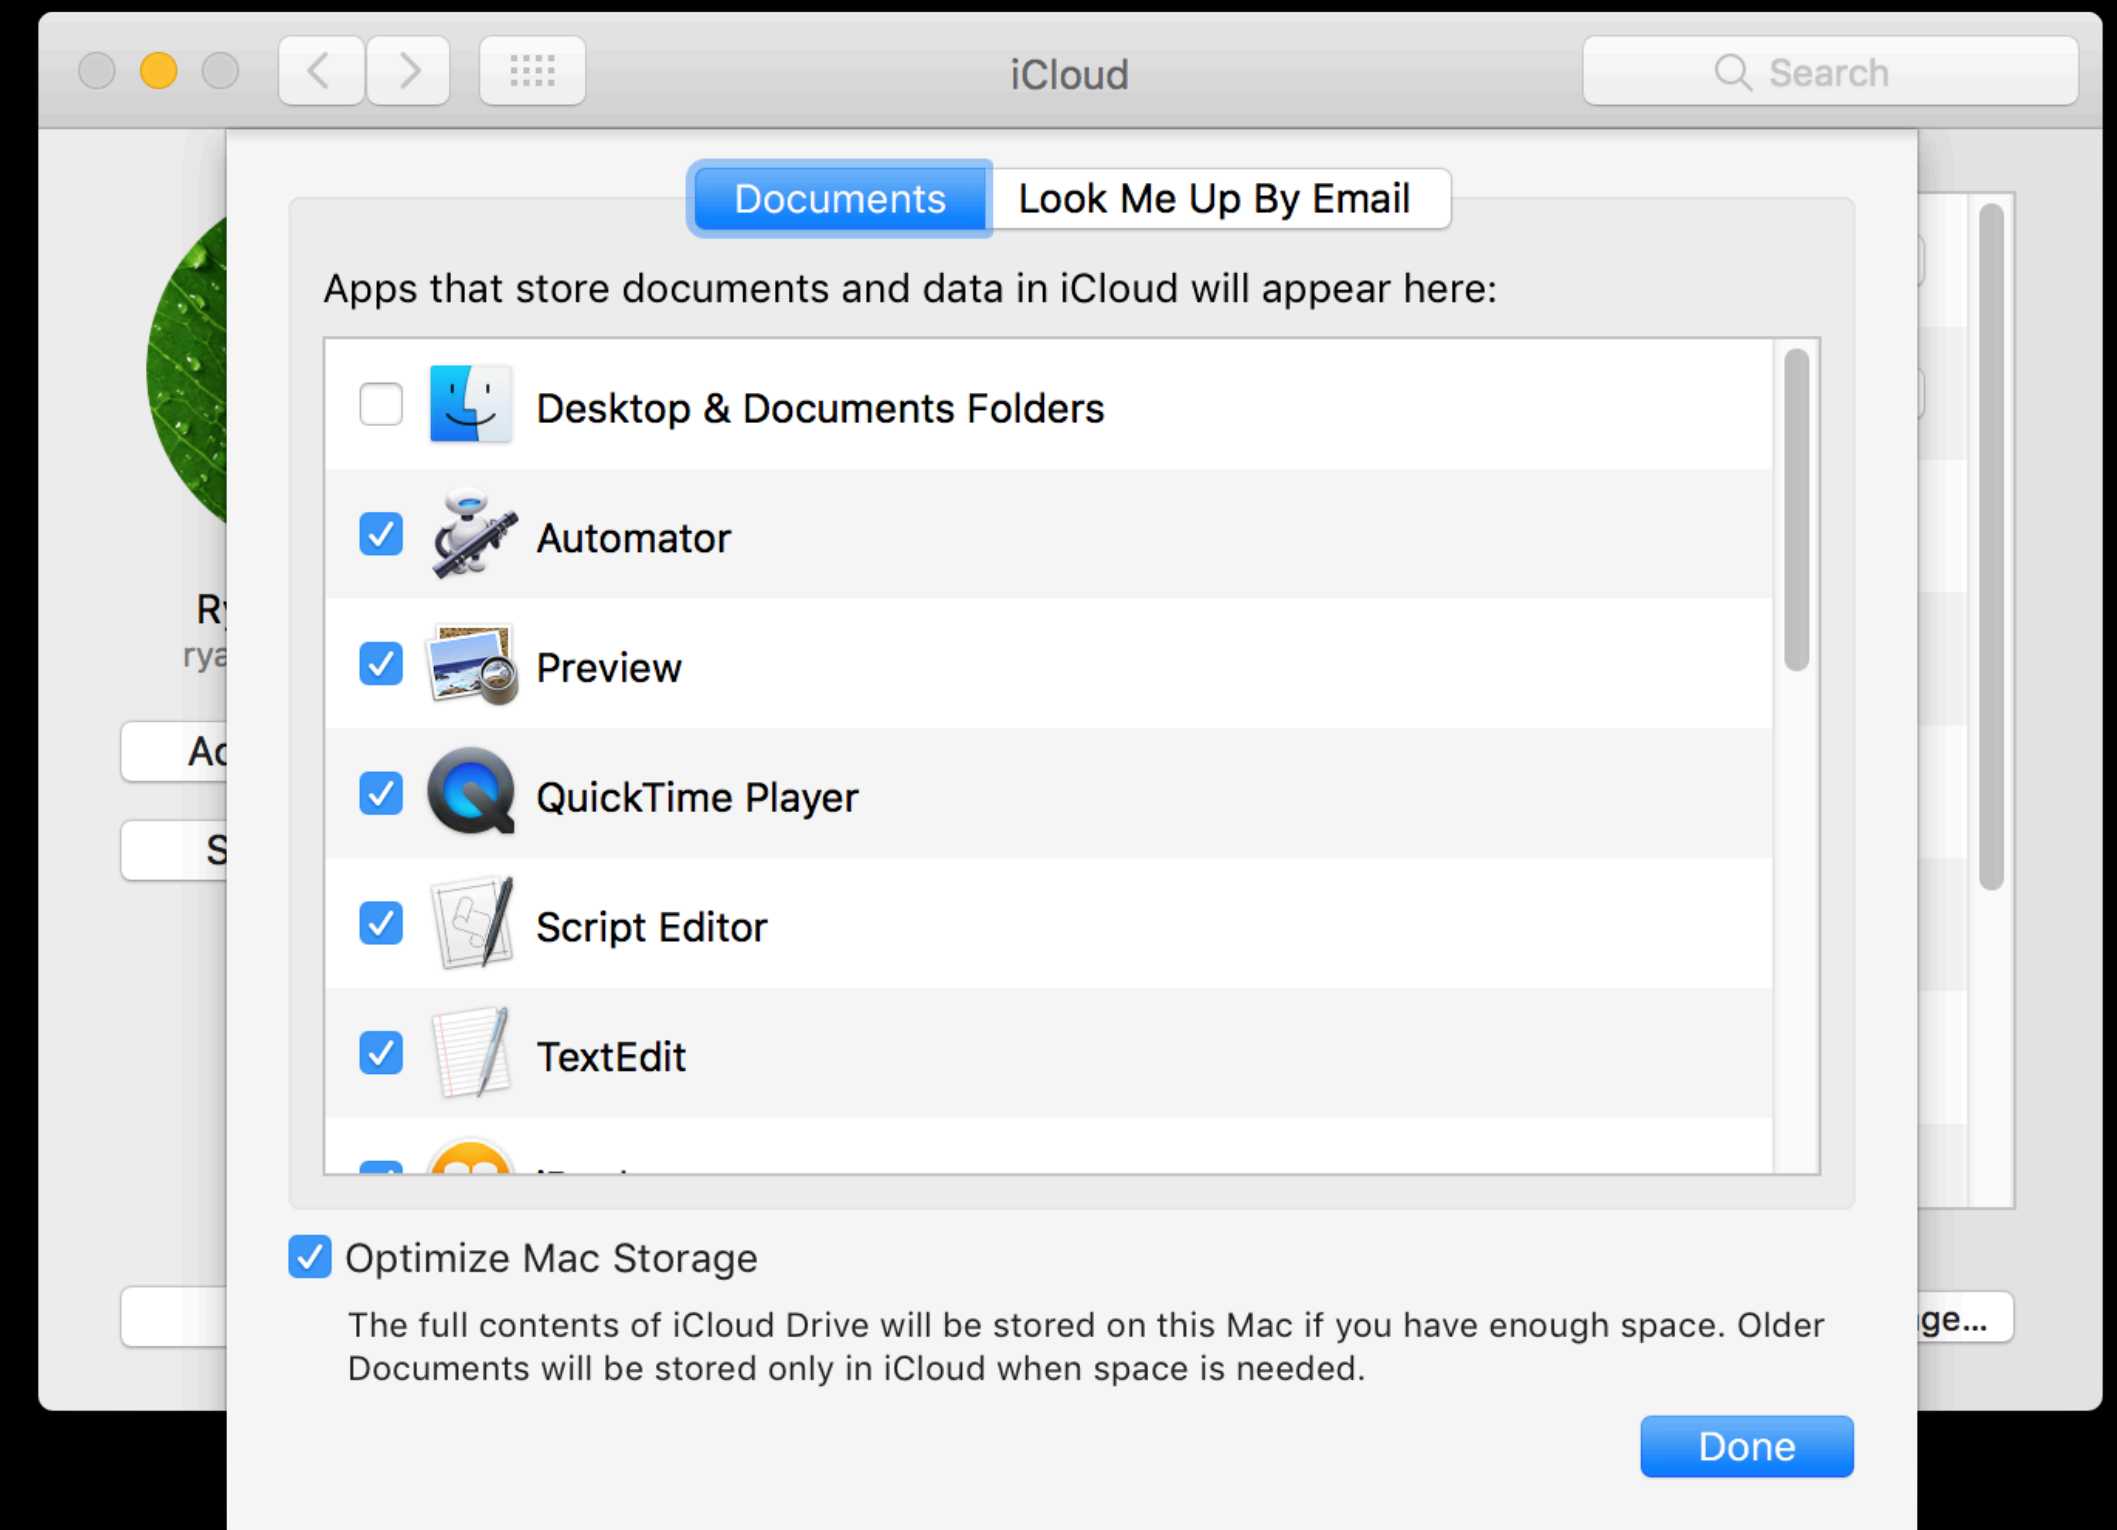 iCloud
Search
Documents
Look Me Up By Email
Apps that store documents and data in iCloud will appear here:
Desktop & Documents Folders
Automator
Preview
QuickTime Player
Script Editor
TextEdit
Optimize Mac Storage
The full contents of iCloud Drive will be stored on this Mac if you have enough space. Older
Documents will be stored only in iCloud when space is needed.
Done